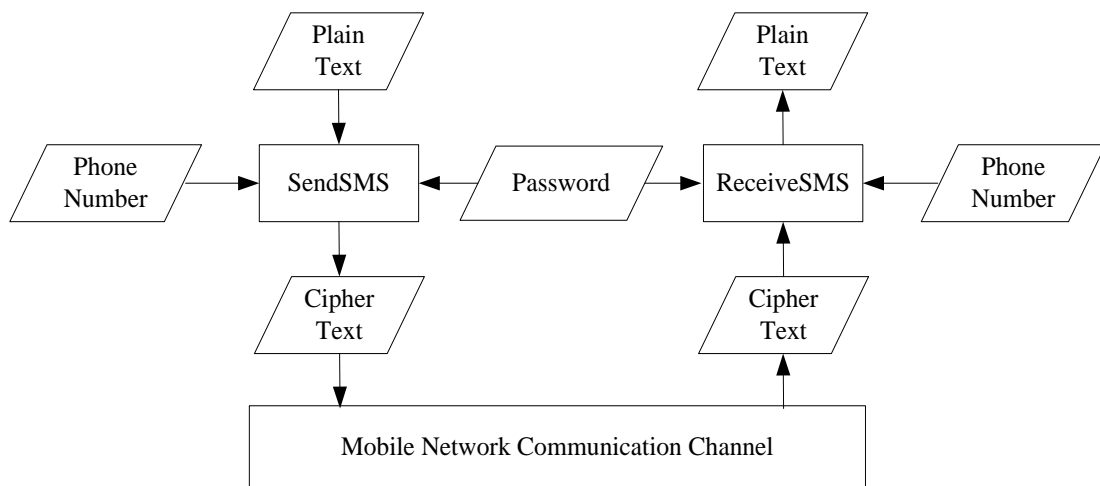 Plain
Text
Plain
Text
Phone
Number
SendSMS
Password
ReceiveSMS
Phone
Number
Cipher
Text
Cipher
Text
Mobile Network Communication Channel